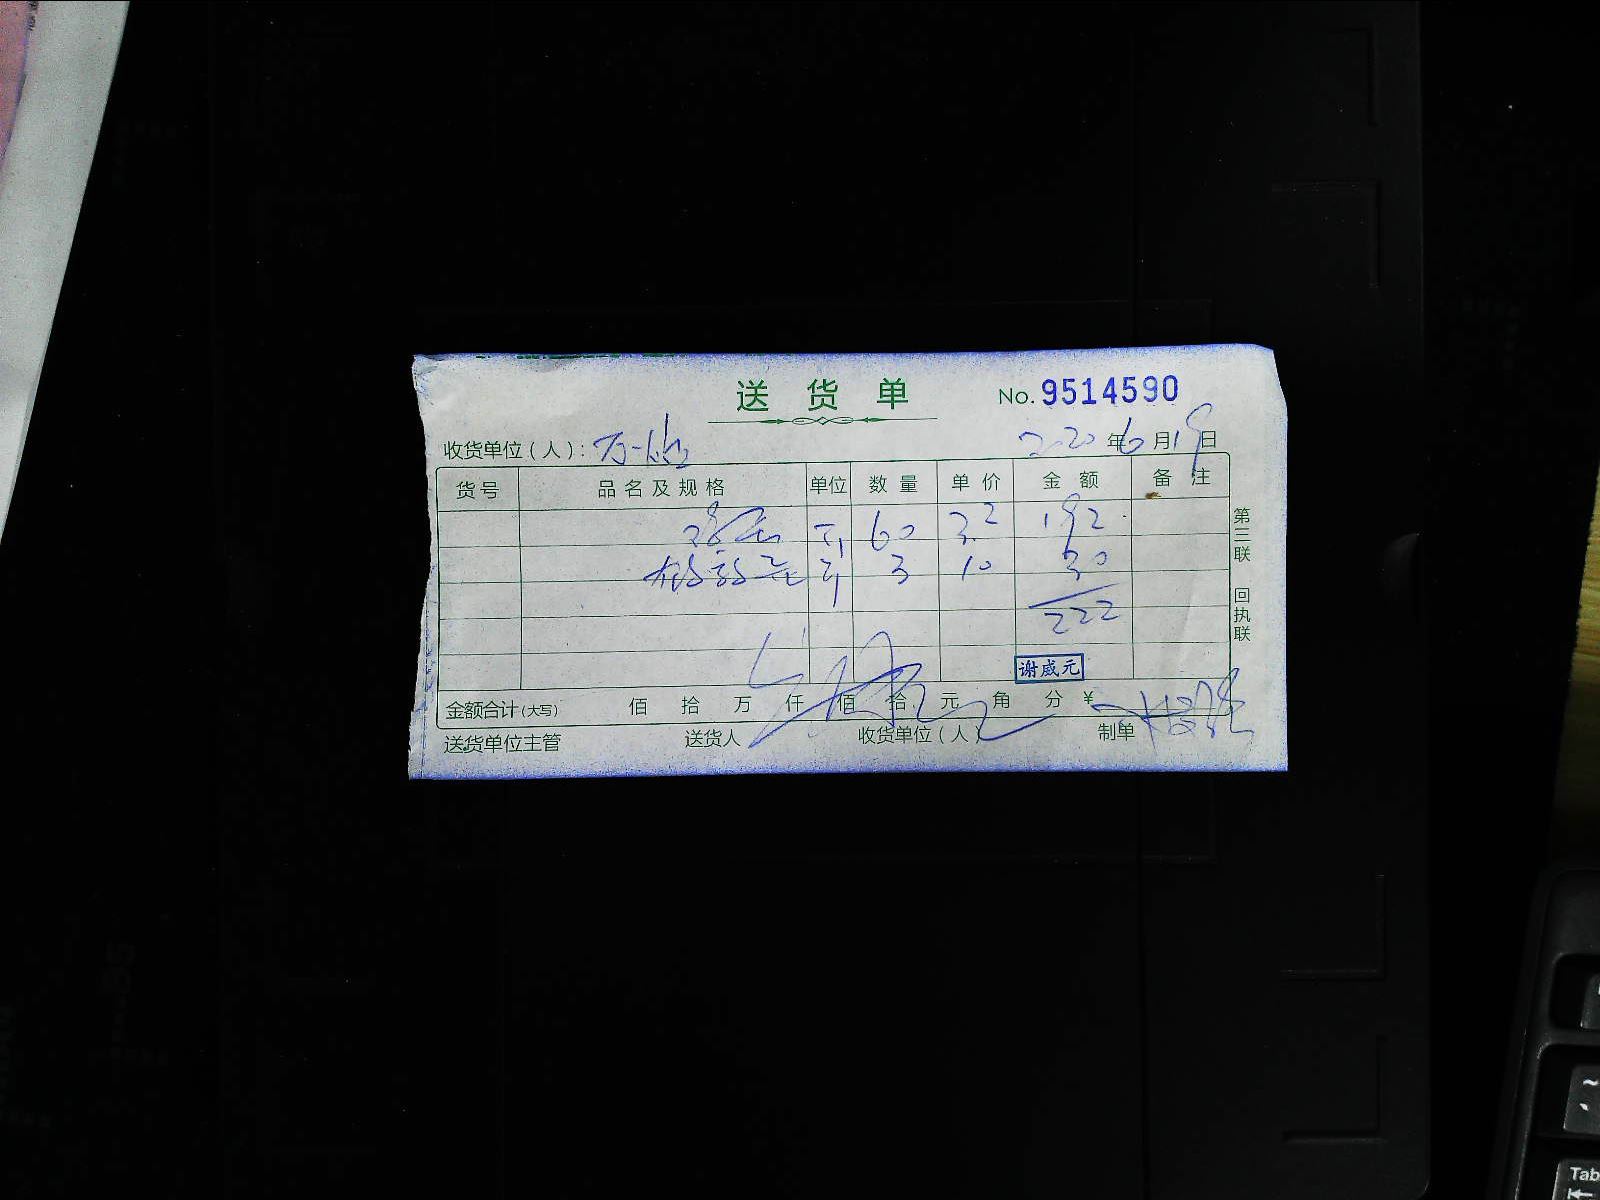 送货单 No. 9514590
收货单位(人): 2020年6月19日
货号 品名及规格 单位 数量 单价 金额 备注
60 3.2 192
3 10 30
222
谢威元
金额合计(大写) 佰 拾 万 仟 佰 拾 元 角 分 ¥
送货单位主管 送货人 收货单位(人) 制单
第三联 回执联
Tab